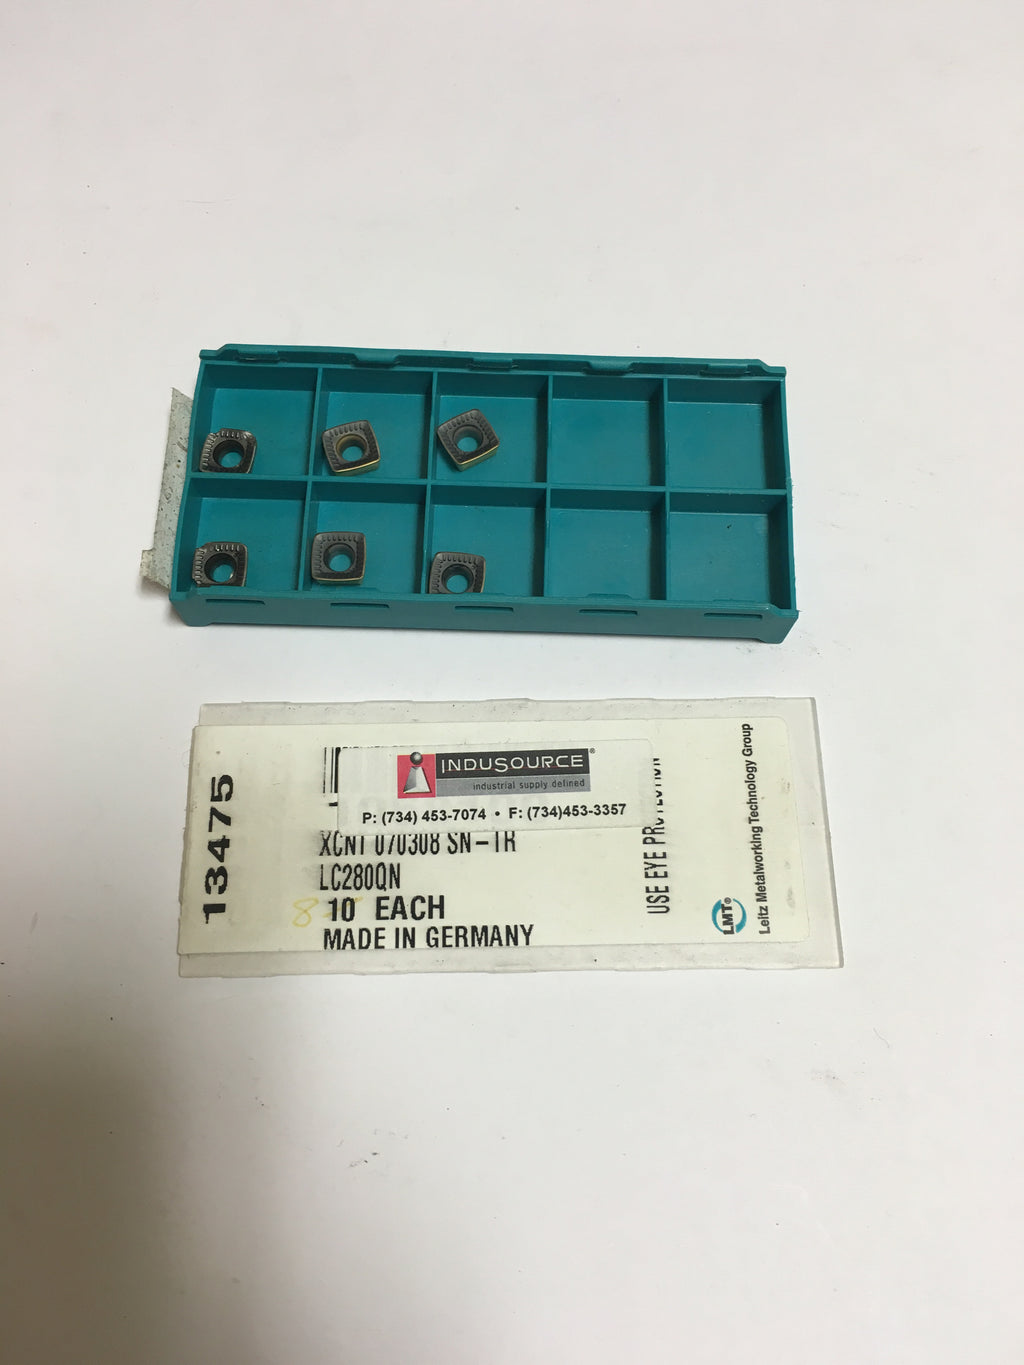 13475
INDUSOURCE®
industrial supply defined
P: (734) 453-7074 • F: (734)453-3357
XCNT 070308 SN-TR
LC280QN
10 EACH
MADE IN GERMANY
USE EYE PROTECTION
LMT®
Leitz Metalworking Technology Group